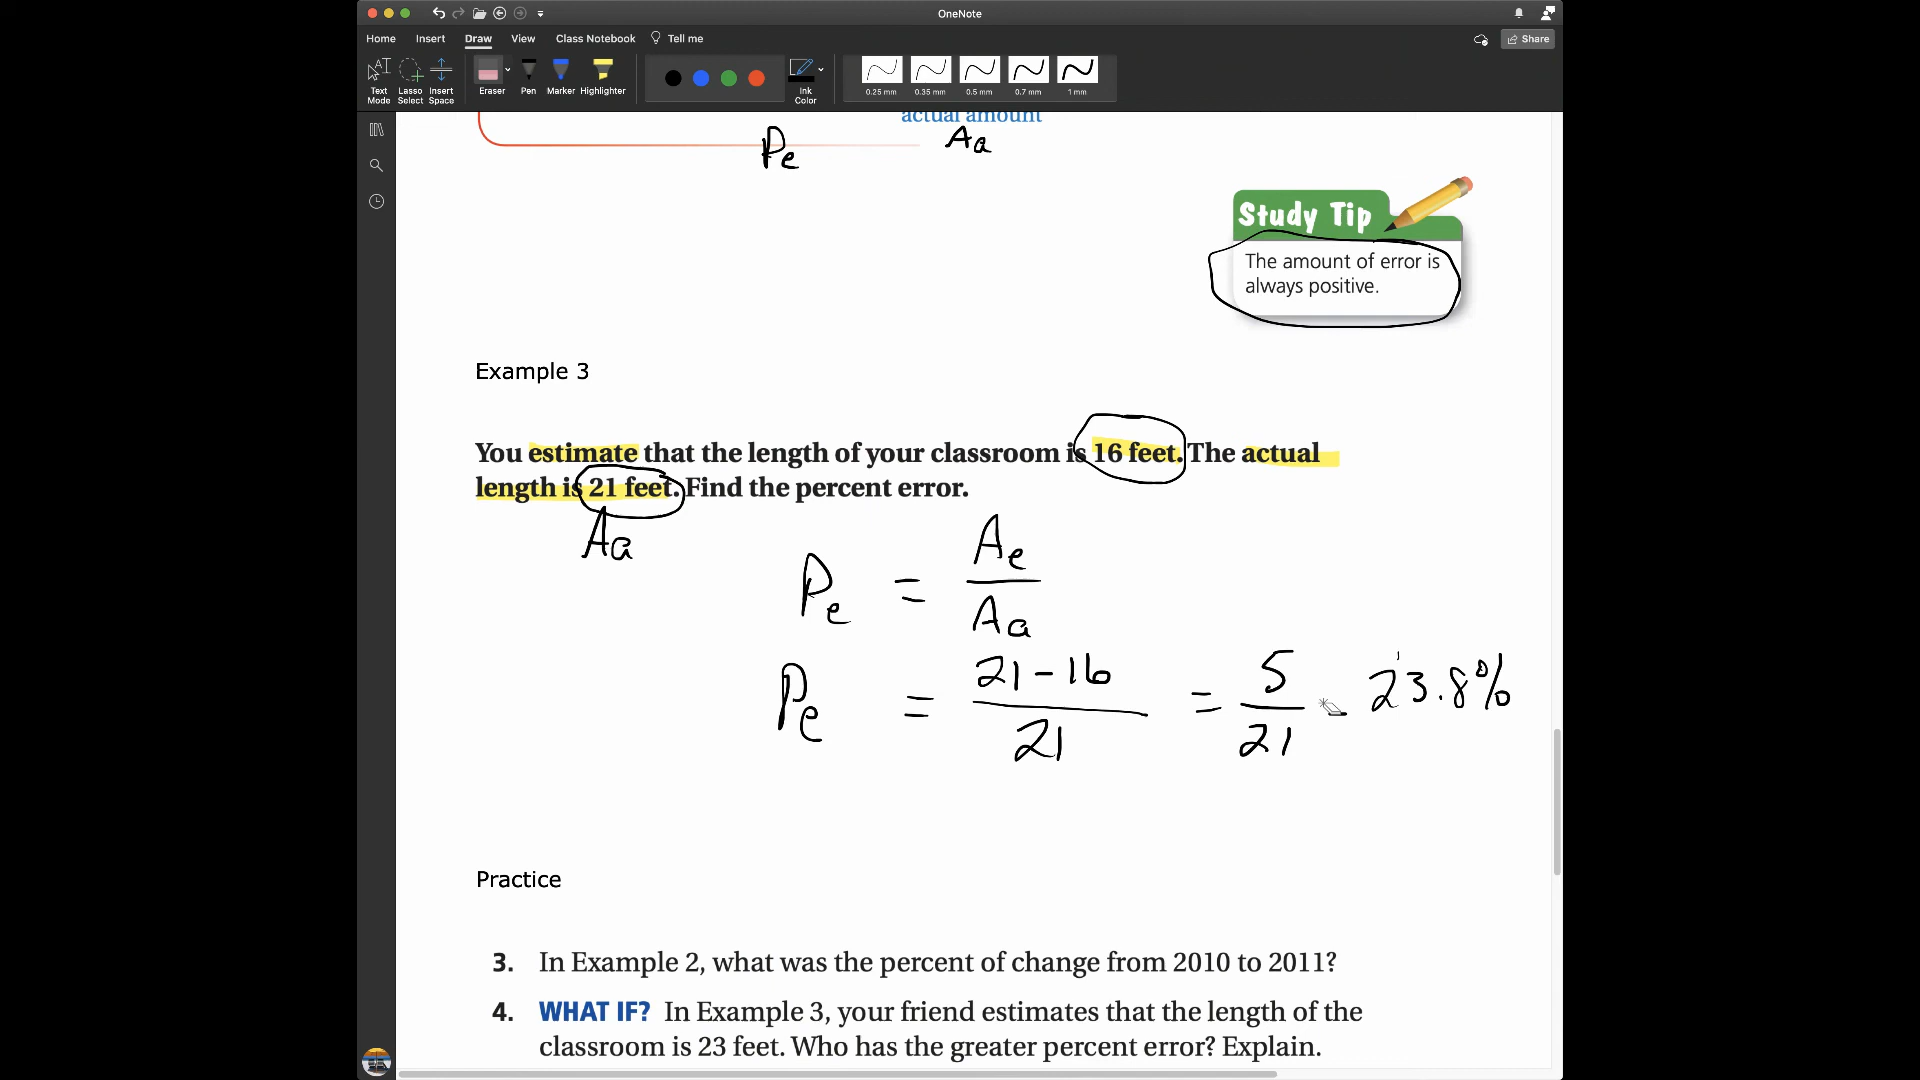 OneNote
Home Insert Draw View Class Notebook Tell me Share
Text Mode Lasso Select Insert Space Eraser Pen Marker Highlighter Ink Color 0.25 mm 0.35 mm 0.5 mm 0.7 mm 1 mm
actual amount
Pe Aa
Study Tip
The amount of error is
always positive.
Example 3
You estimate that the length of your classroom is 16 feet. The actual
length is 21 feet. Find the percent error.
Aa
Pe = Ae / Aa
Pe = 21 - 16 / 21 = 5 / 21 23.8%
Practice
3. In Example 2, what was the percent of change from 2010 to 2011?
4. WHAT IF? In Example 3, your friend estimates that the length of the
classroom is 23 feet. Who has the greater percent error? Explain.